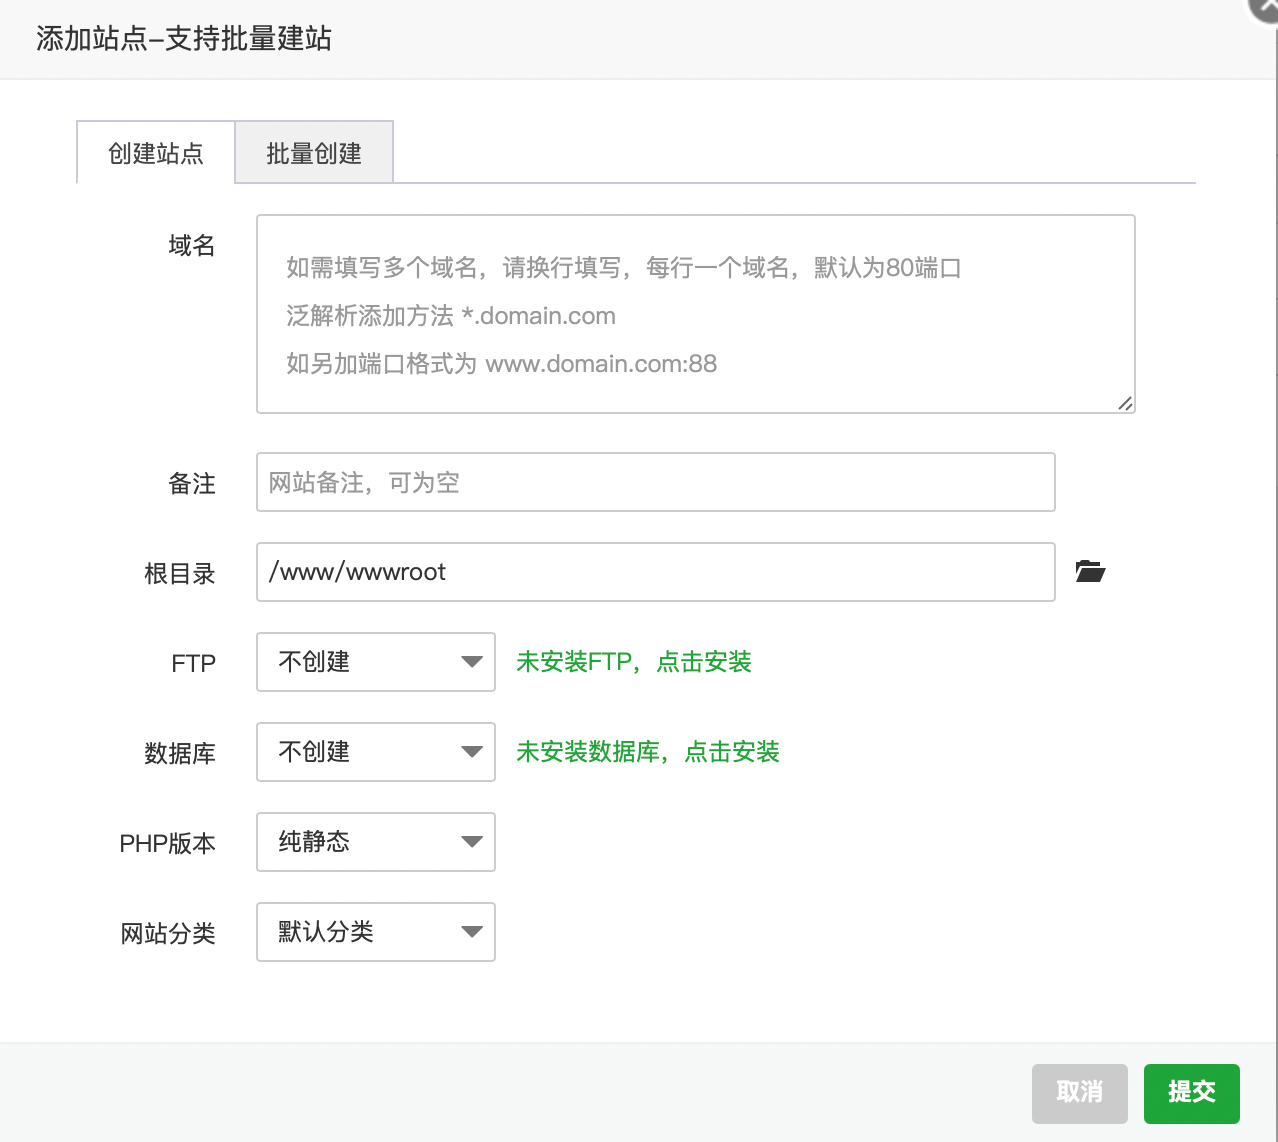 添加站点-支持批量建站
创建站点
批量创建
域名
如需填写多个域名，请换行填写，每行一个域名，默认为80端口
泛解析添加方法 *.domain.com
如另加端口格式为 www.domain.com:88
备注
网站备注，可为空
根目录
/www/wwwroot
FTP
不创建
未安装FTP，点击安装
数据库
不创建
未安装数据库，点击安装
PHP版本
纯静态
网站分类
默认分类
取消
提交